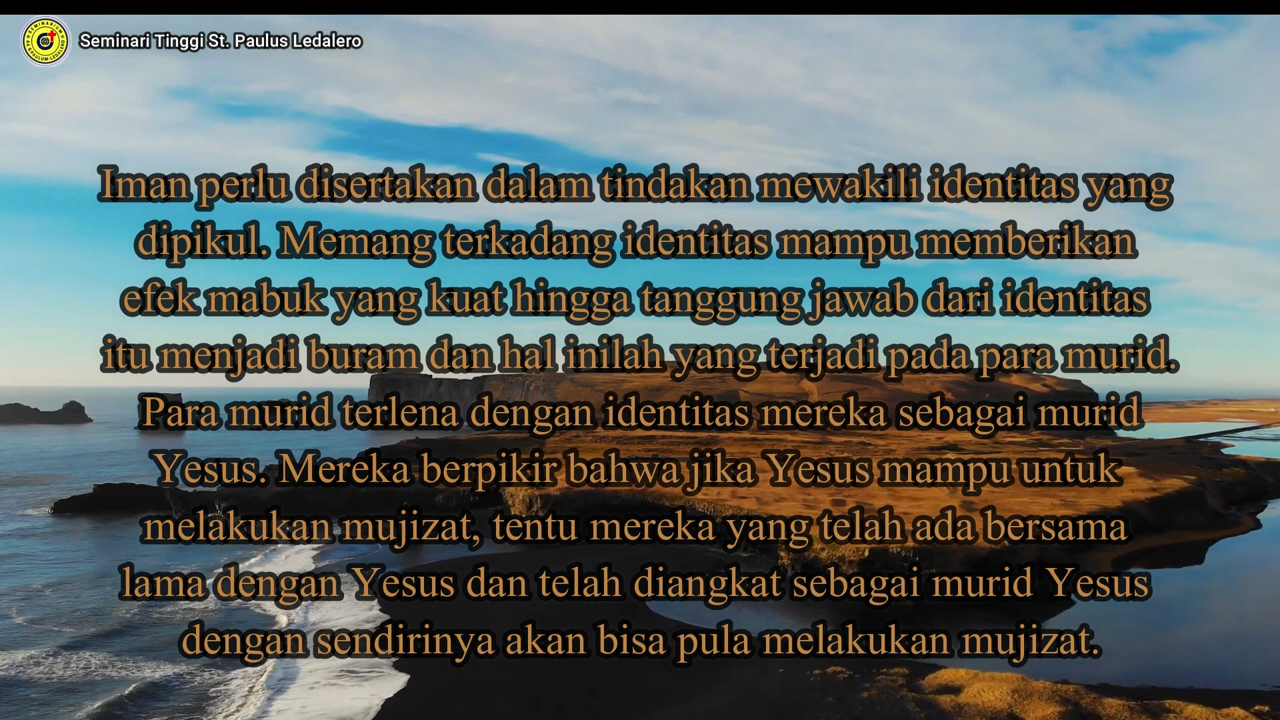 Seminari Tinggi St. Paulus Ledalero
Iman perlu disertakan dalam tindakan mewakili identitas yang
dipikul. Memang terkadang identitas mampu memberikan
efek mabuk yang kuat hingga tanggung jawab dari identitas
itu menjadi buram dan hal inilah yang terjadi pada para murid.
Para murid terlena dengan identitas mereka sebagai murid
Yesus. Mereka berpikir bahwa jika Yesus mampu untuk
melakukan mujizat, tentu mereka yang telah ada bersama
lama dengan Yesus dan telah diangkat sebagai murid Yesus
dengan sendirinya akan bisa pula melakukan mujizat.